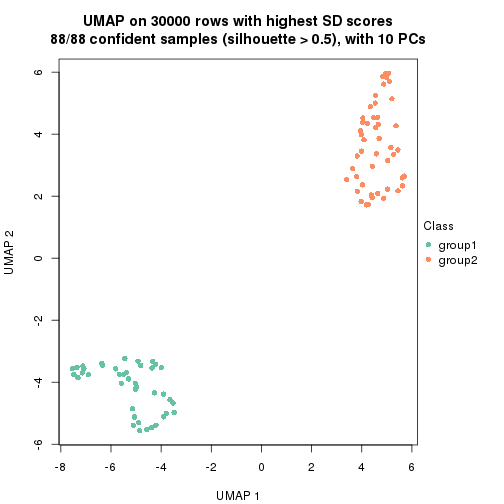 UMAP on 30000 rows with highest SD scores
88/88 confident samples (silhouette > 0.5), with 10 PCs
6
4
2
0
-2
-4
-6
UMAP 2
-8 -6 -4 -2 0 2 4 6
UMAP 1
Class
group1
group2